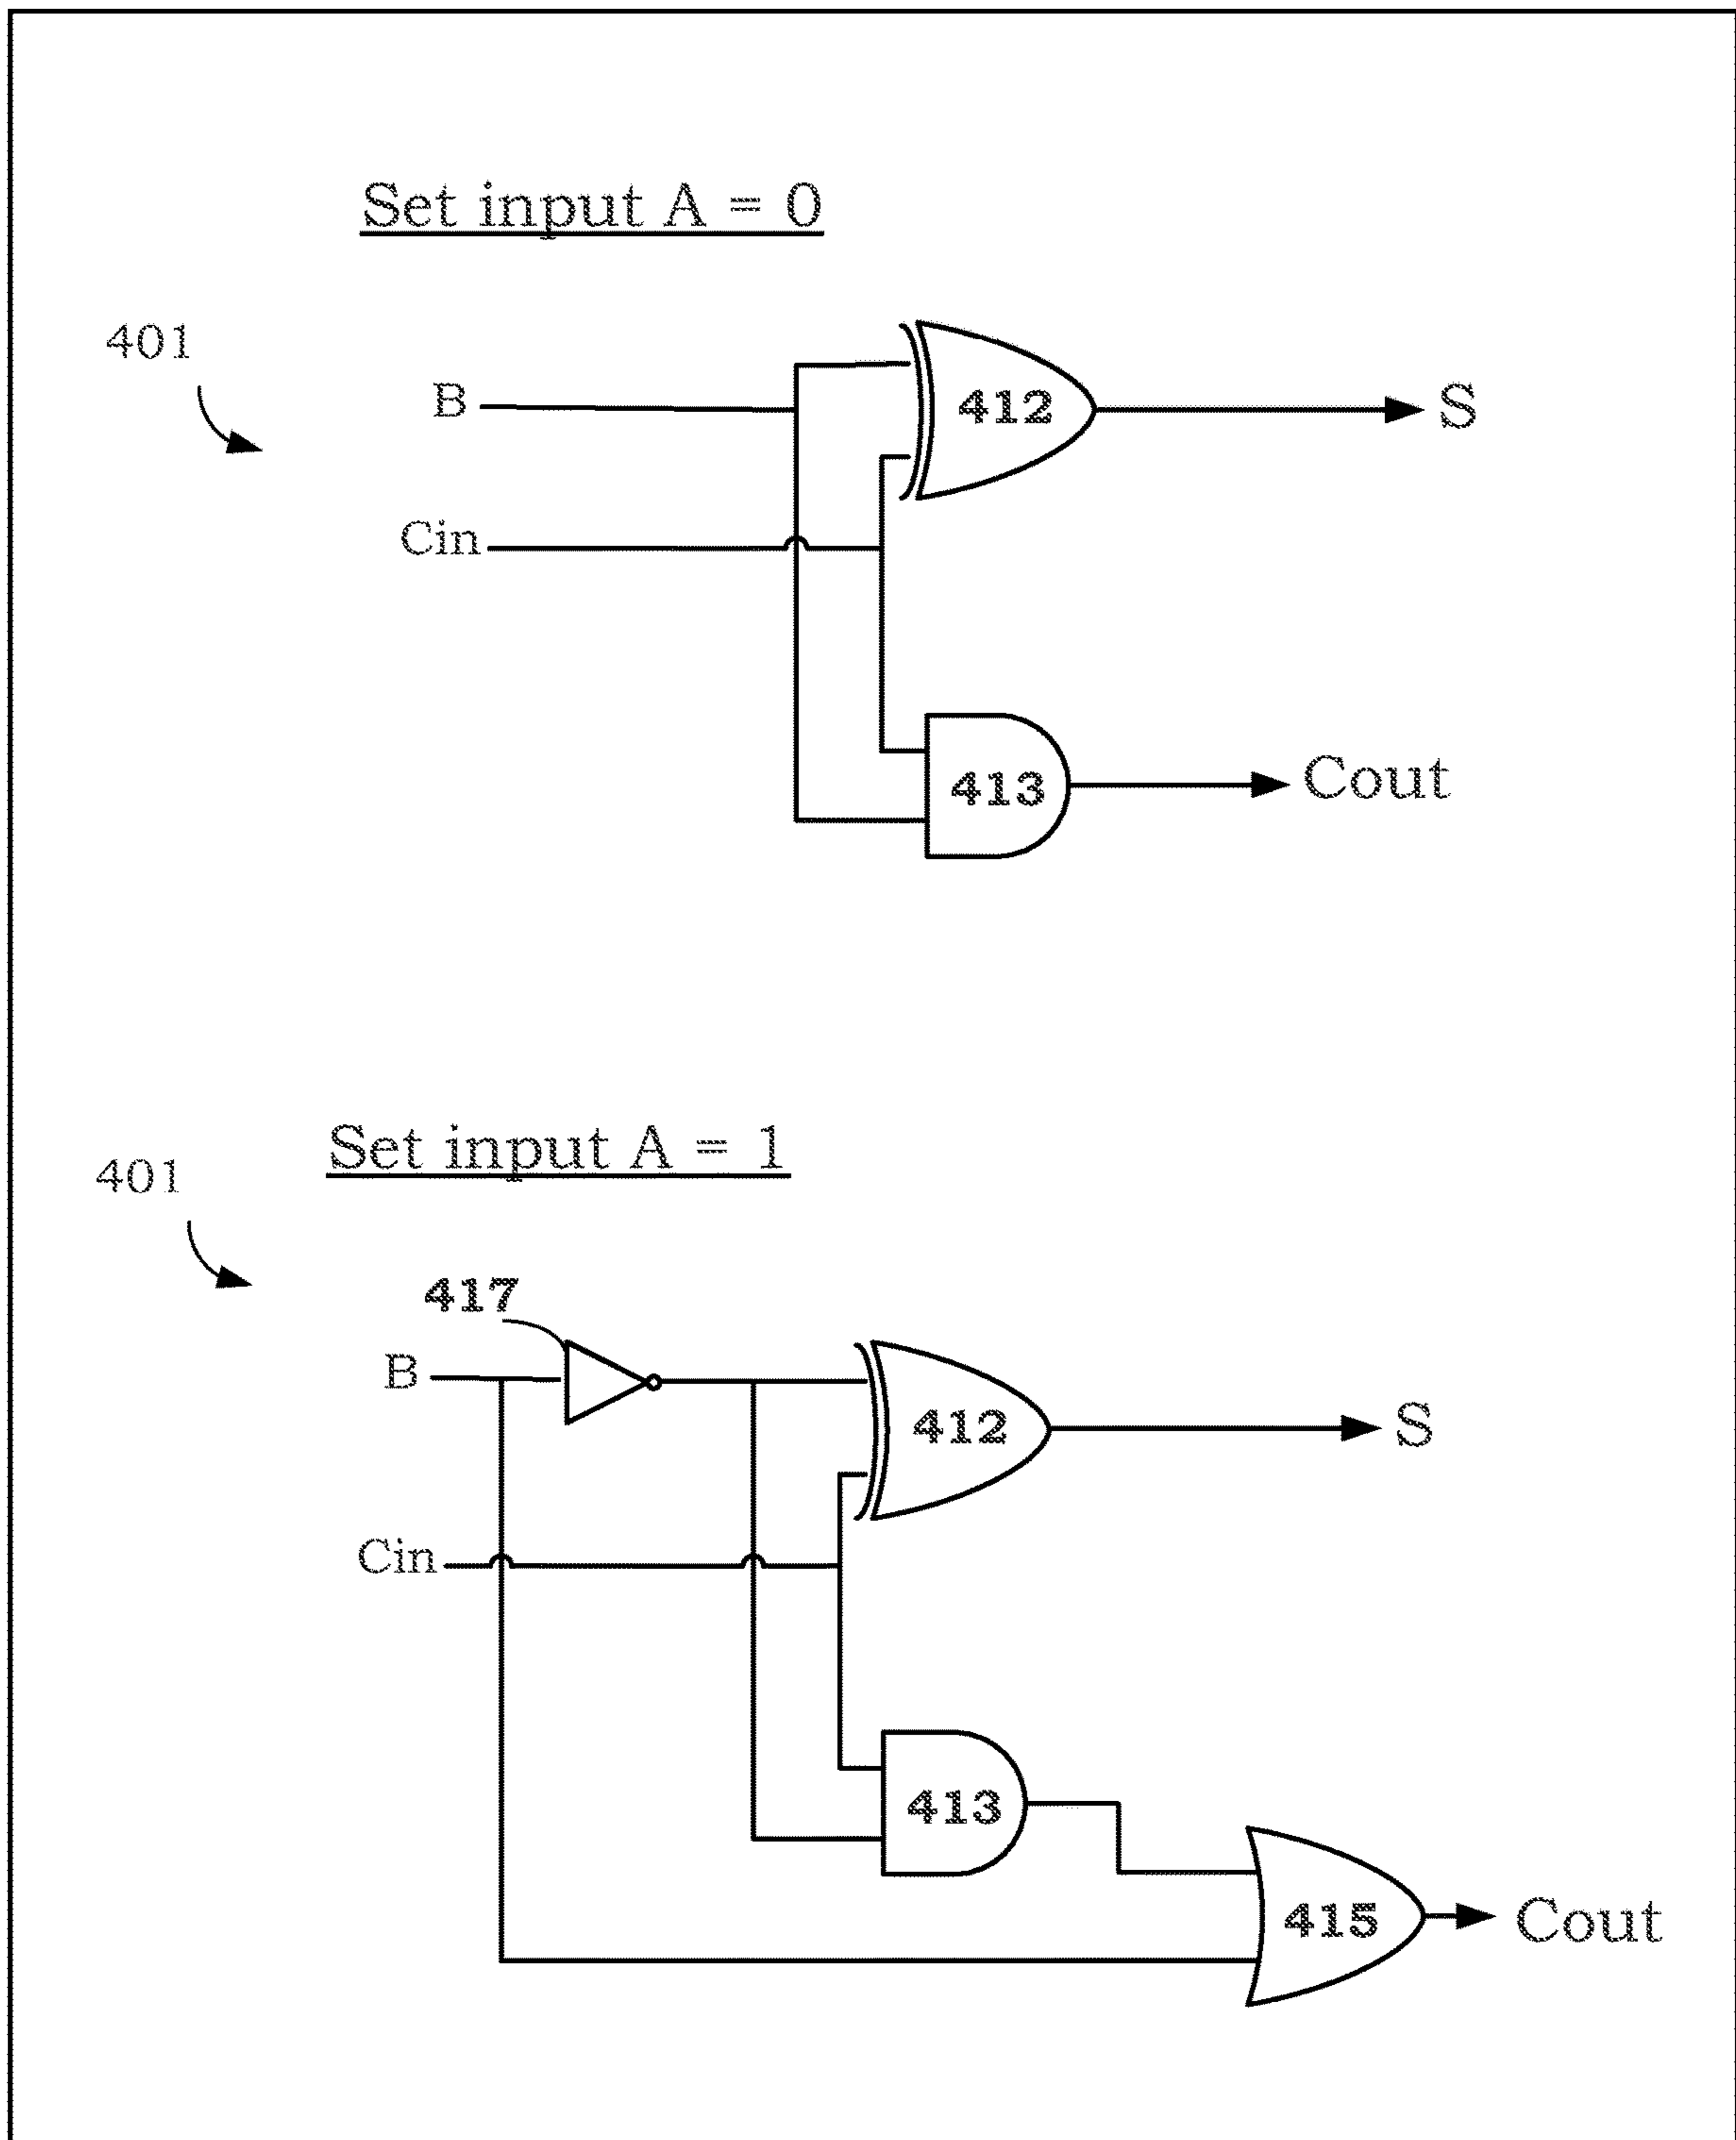 Set input A = 0
401
B
412
S
Cin
413
Cout
Set input A = 1
401
417
B
412
S
Cin
413
415
Cout